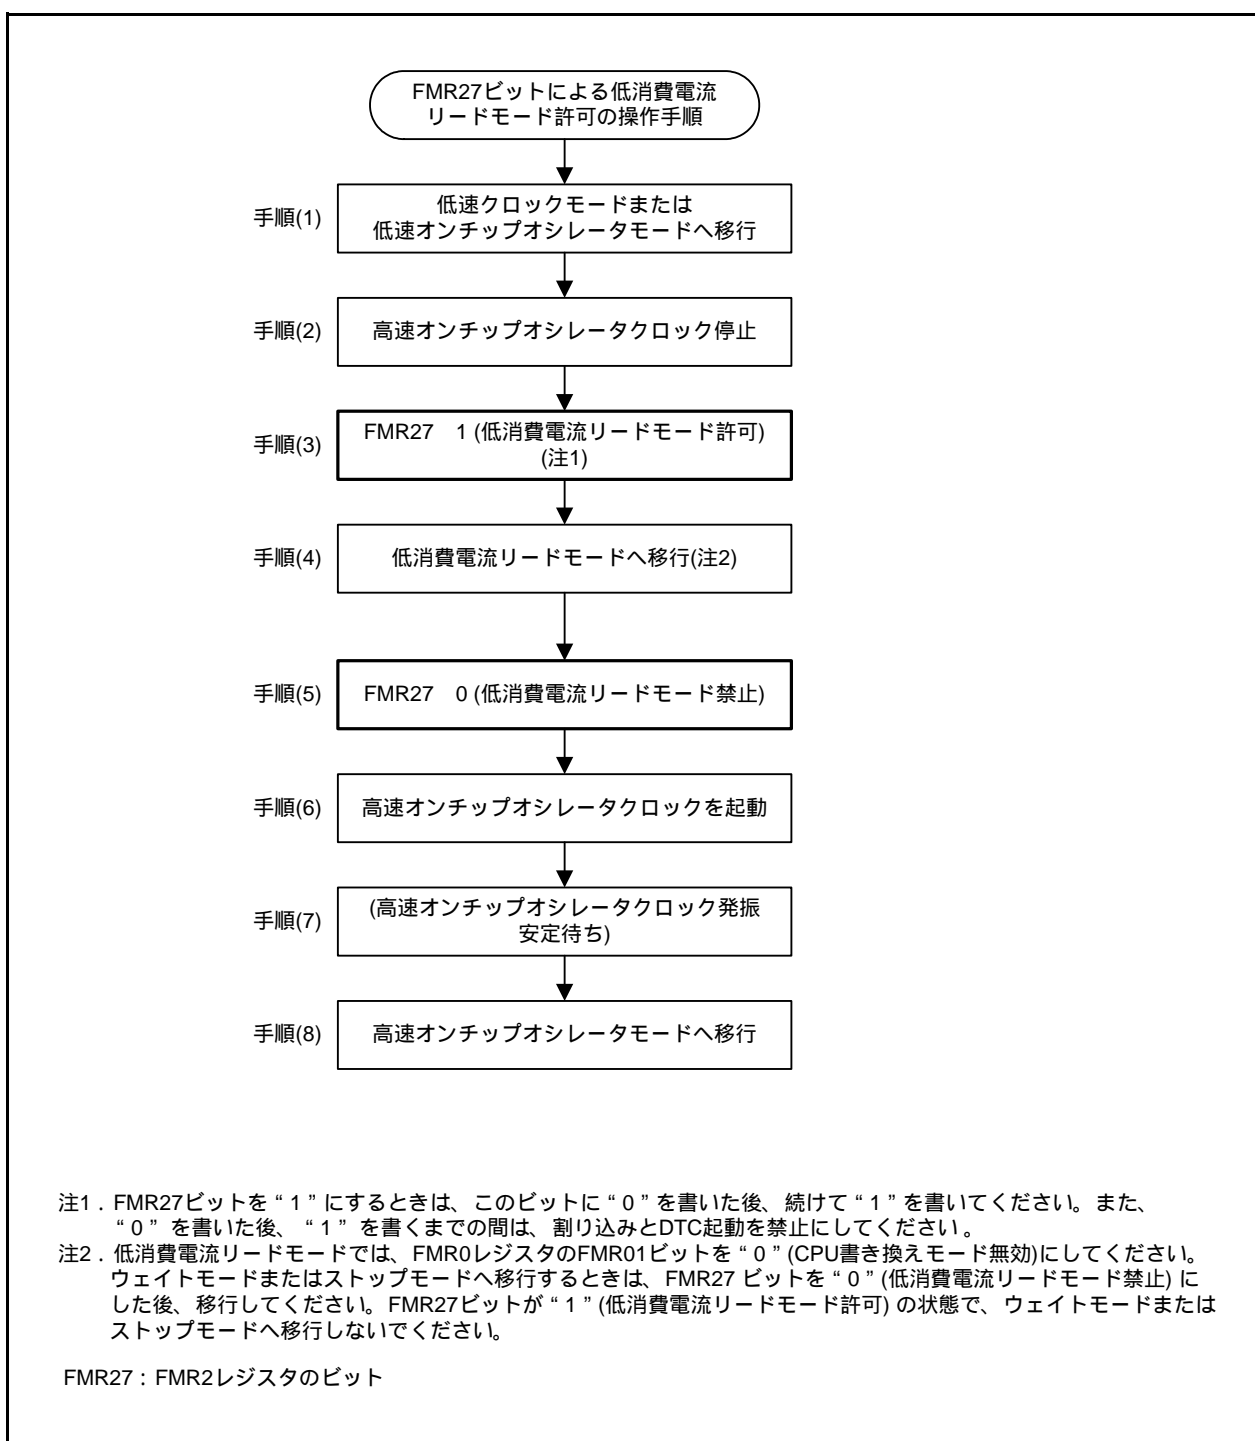 FMR27ビットによる低消費電流
リードモード許可の操作手順
手順(1)
低速クロックモードまたは
低速オンチップオシレータモードへ移行
手順(2)
高速オンチップオシレータクロック停止
手順(3)
FMR27　1 (低消費電流リードモード許可)
(注1)
手順(4)
低消費電流リードモードへ移行(注2)
手順(5)
FMR27　0 (低消費電流リードモード禁止)
手順(6)
高速オンチップオシレータクロックを起動
手順(7)
(高速オンチップオシレータクロック発振
安定待ち)
手順(8)
高速オンチップオシレータモードへ移行
注1．FMR27ビットを“1”にするときは、このビットに“0”を書いた後、続けて“1”を書いてください。また、
“0”を書いた後、“1”を書くまでの間は、割り込みとDTC起動を禁止にしてください。
注2．低消費電流リードモードでは、FMR0レジスタのFMR01ビットを“0”(CPU書き換えモード無効)にしてください。
ウェイトモードまたはストップモードへ移行するときは、FMR27 ビットを“0”(低消費電流リードモード禁止) に
した後、移行してください。FMR27ビットが“1”(低消費電流リードモード許可) の状態で、ウェイトモードまたは
ストップモードへ移行しないでください。
FMR27：FMR2レジスタのビット